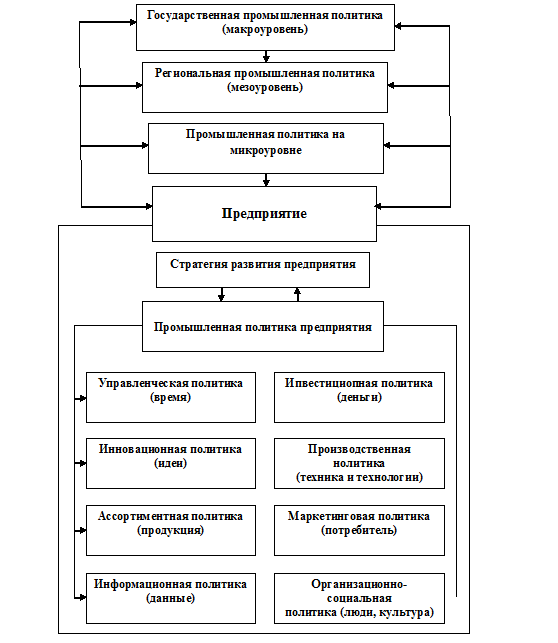 Государственная промышленная политика
(макроуровень)
Региональная промышленная политика
(мезоуровень)
Промышленная политика на
микроуровне
Предприятие
Стратегия развития предприятия
Промышленная политика предприятия
Управленческая политика
(время)
Инвестиционная политика
(деньги)
Инновационная политика
(идеи)
Производственная
нолитика
(техника и технологии)
Ассортиментная политика
(продукция)
Маркетинговая политика
(потребитель)
Информационная политика
(данные)
Организационно-
социальная
политика (люди, культура)